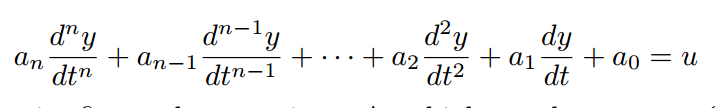 a_n \frac{d^n y}{dt^n} + a_{n-1} \frac{d^{n-1} y}{dt^{n-1}} + \cdots + a_2 \frac{d^2 y}{dt^2} + a_1 \frac{dy}{dt} + a_0 = u